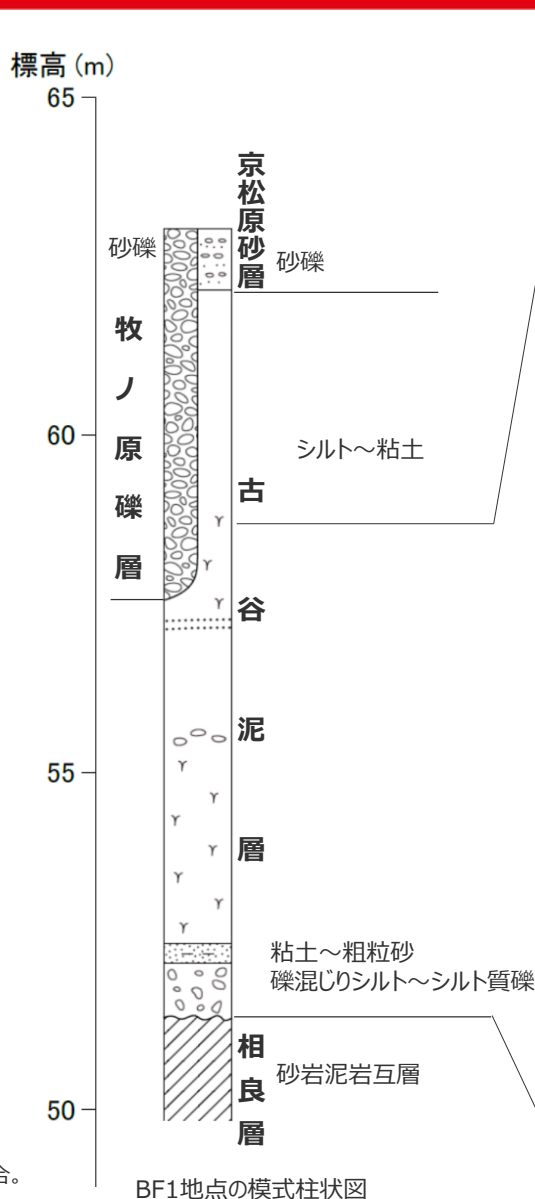 標高(m)
65
京松原砂層
砂礫
砂礫
牧ノ原礫層
60
シルト～粘土
古谷泥層
55
粘土～粗粒砂
礫混じりシルト～シルト質礫
相良層
砂岩泥岩互層
50
合。
BF1地点の模式柱状図